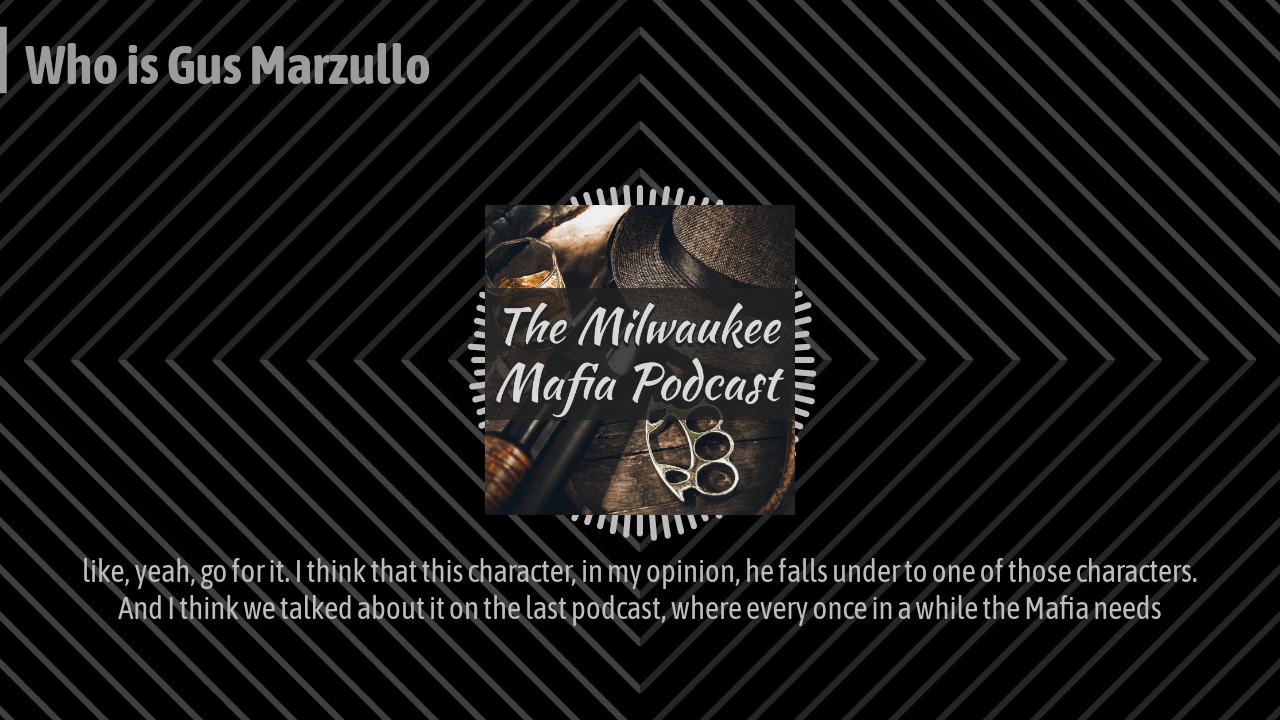 Who is Gus Marzullo
The Milwaukee
Mafia Podcast
like, yeah, go for it. I think that this character, in my opinion, he falls under to one of those characters.
And I think we talked about it on the last podcast, where every once in a while the Mafia needs